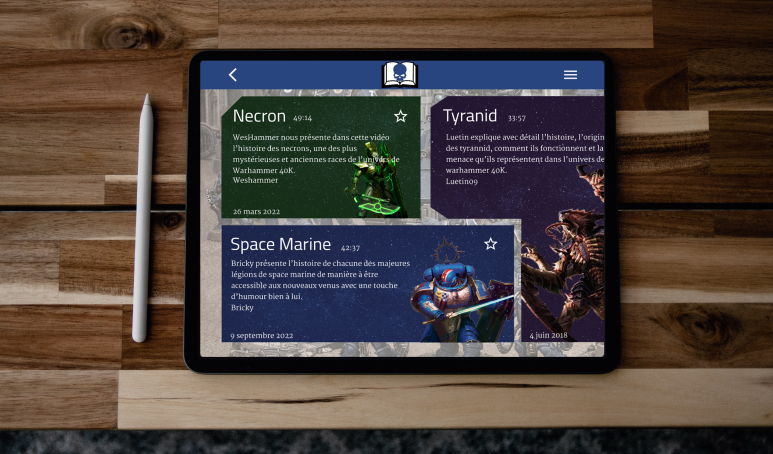 Necron 49:14
WesHammer nous présente dans cette vidéo
l'histoire des necrons, une des plus
mystérieuses et anciennes races de l'univers de
Warhammer 40K.
Weshammer
26 mars 2022
Tyranid 33:57
Luetin explique avec détail l'histoire, l'origin
des tyrannid, comment ils fonctionnent et la
menace qu'ils représentent dans l'univers de
warhammer 40K.
Luetin09
4 juin 2018
Space Marine 42:37
Bricky présente l'histoire de chacune des majeures
légions de space marine de manière à être
accessible aux nouveaux venus avec une touche
d'humour bien à lui.
Bricky
9 septembre 2022